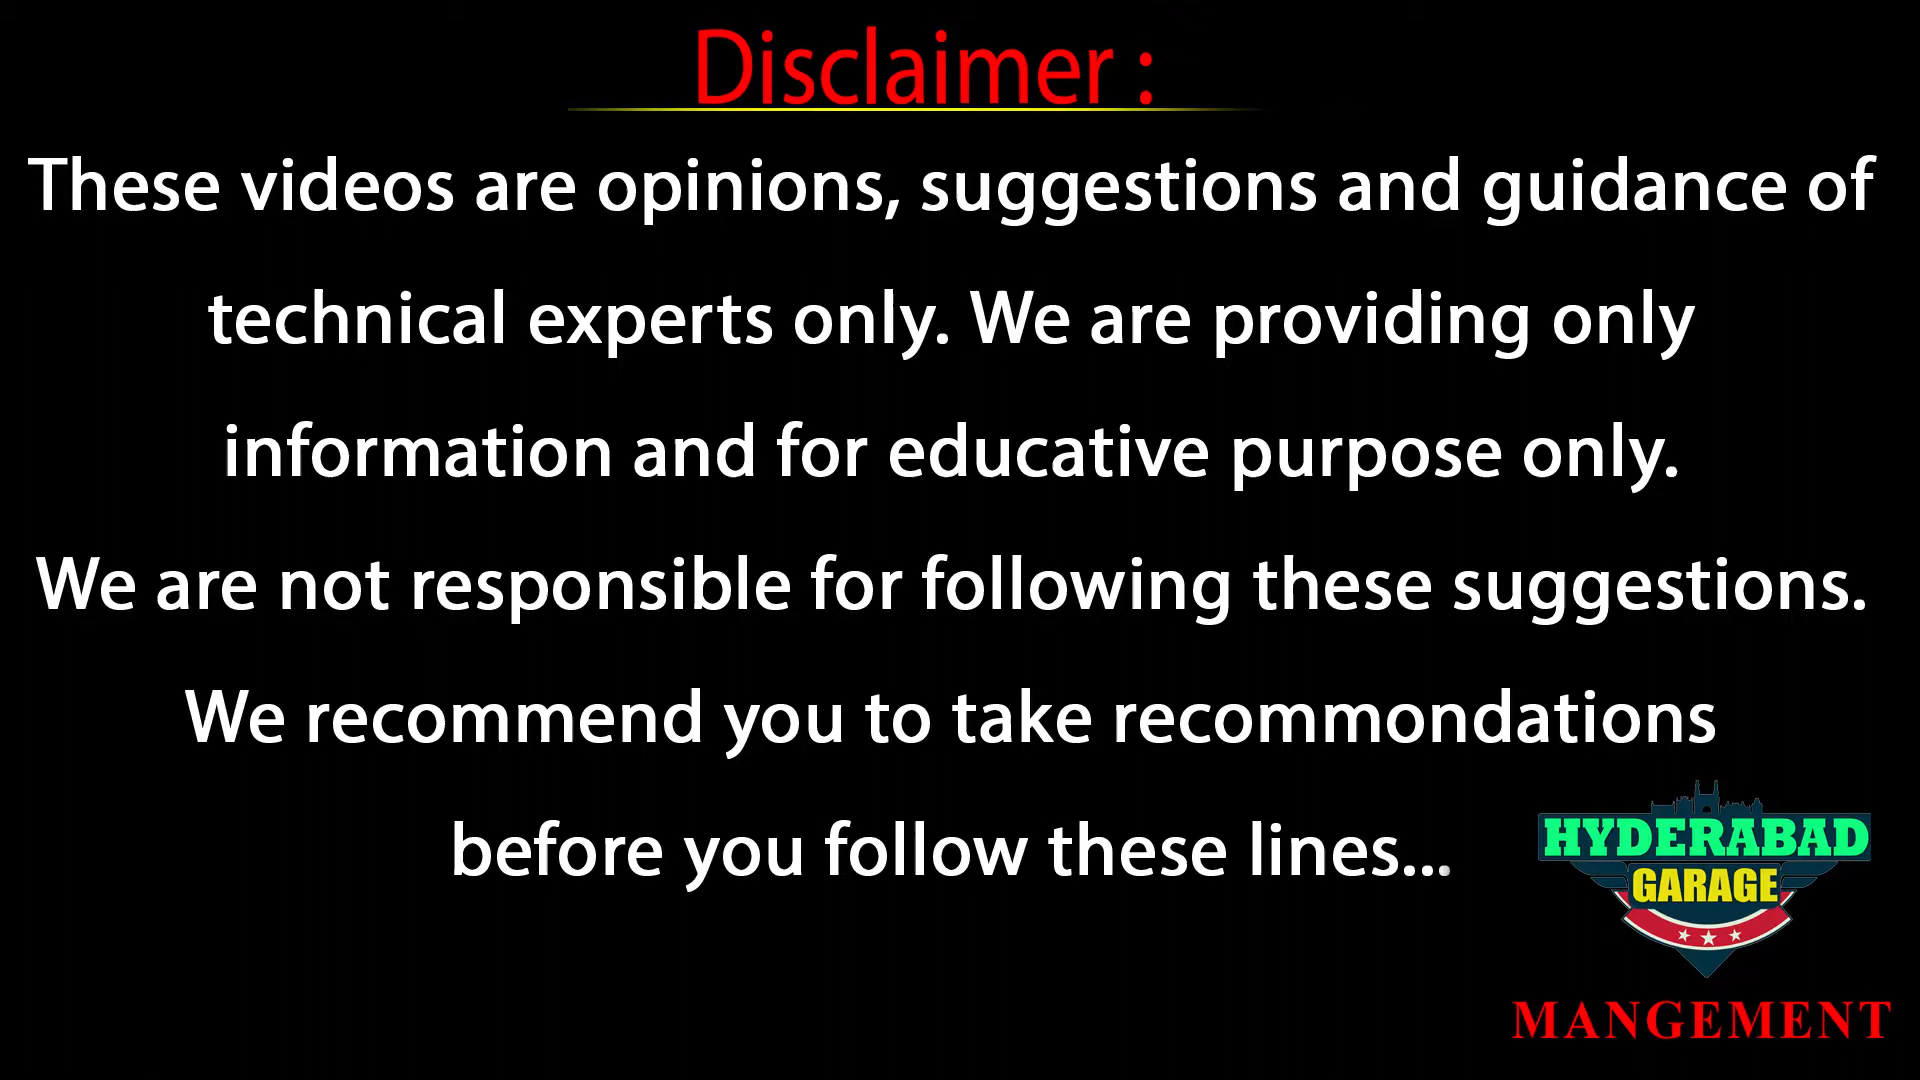 Disclaimer :
These videos are opinions, suggestions and guidance of
technical experts only. We are providing only
information and for educative purpose only.
We are not responsible for following these suggestions.
We recommend you to take recommondations
before you follow these lines...
HYDERABAD
GARAGE
MANGEMENT